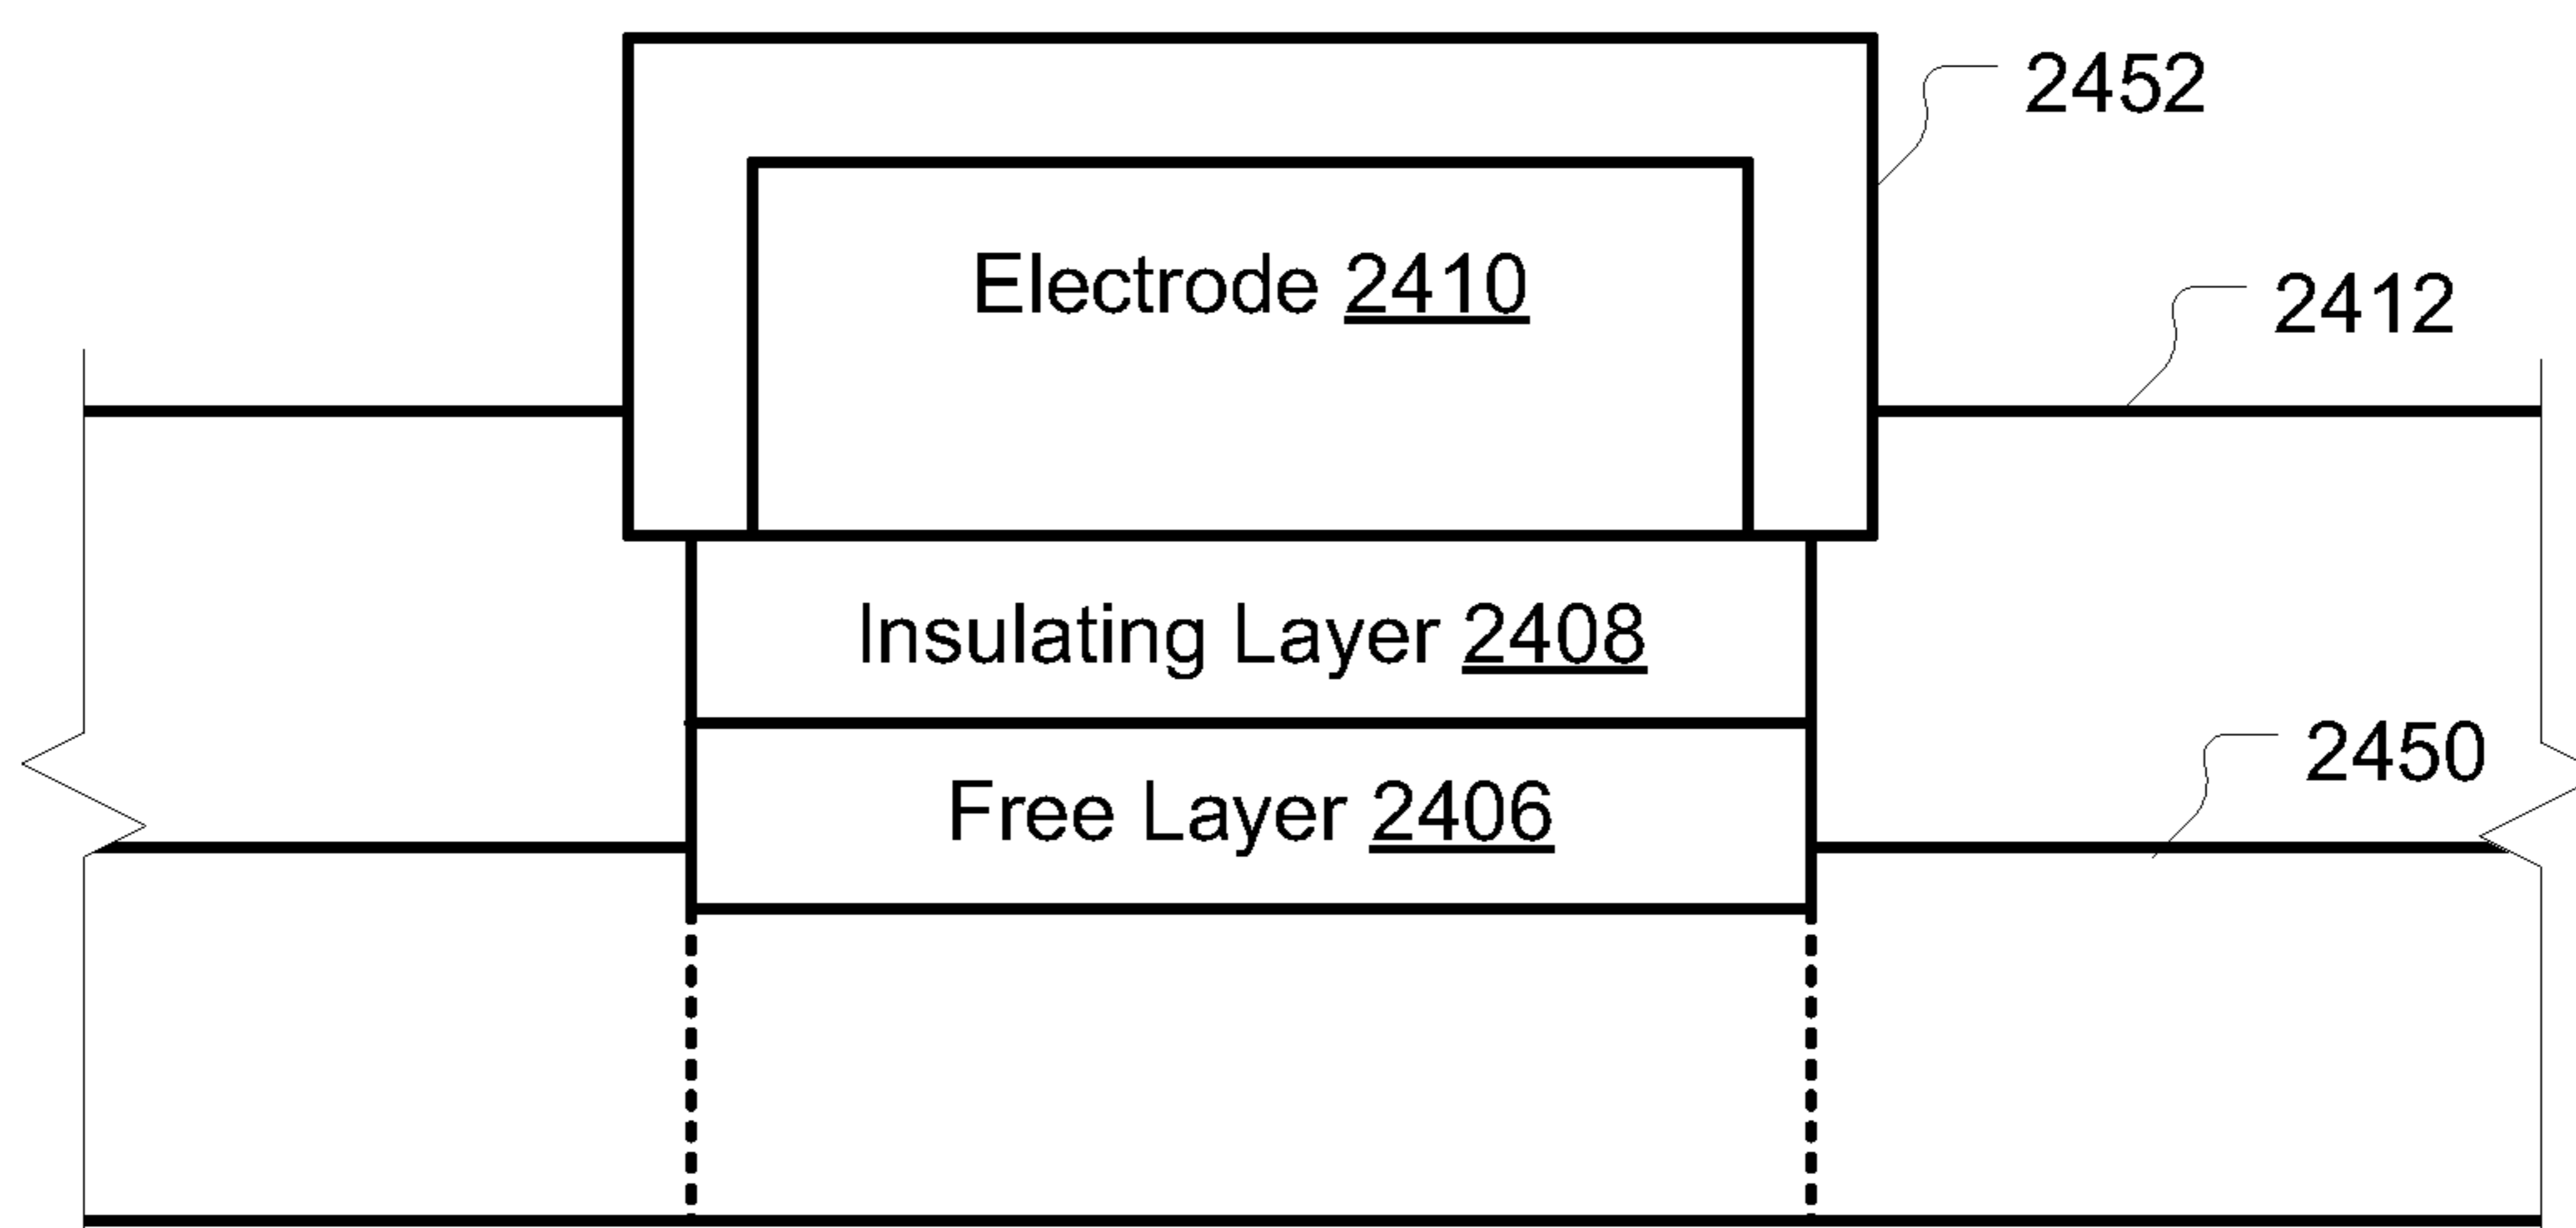 2452
Electrode 2410
2412
Insulating Layer 2408
2450
Free Layer 2406